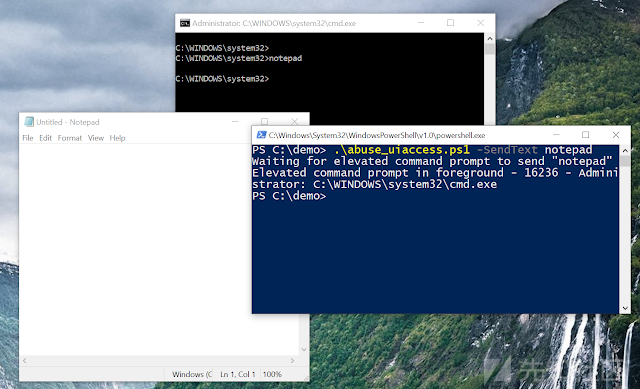 Administrator: C:\WINDOWS\system32\cmd.exe
C:\WINDOWS\system32>
C:\WINDOWS\system32>notepad
C:\WINDOWS\system32>
Untitled - Notepad
File Edit Format View Help
Windows (C
Ln 1, Col 1
100%
C:\Windows\System32\WindowsPowerShell\v1.0\powershell.exe
PS C:\demo> .\abuse_uiaccess.ps1 -SendText notepad
Waiting for elevated command prompt to send "notepad"
Elevated command prompt in foreground - 16236 - Admini
strator: C:\WINDOWS\system32\cmd.exe
PS C:\demo>